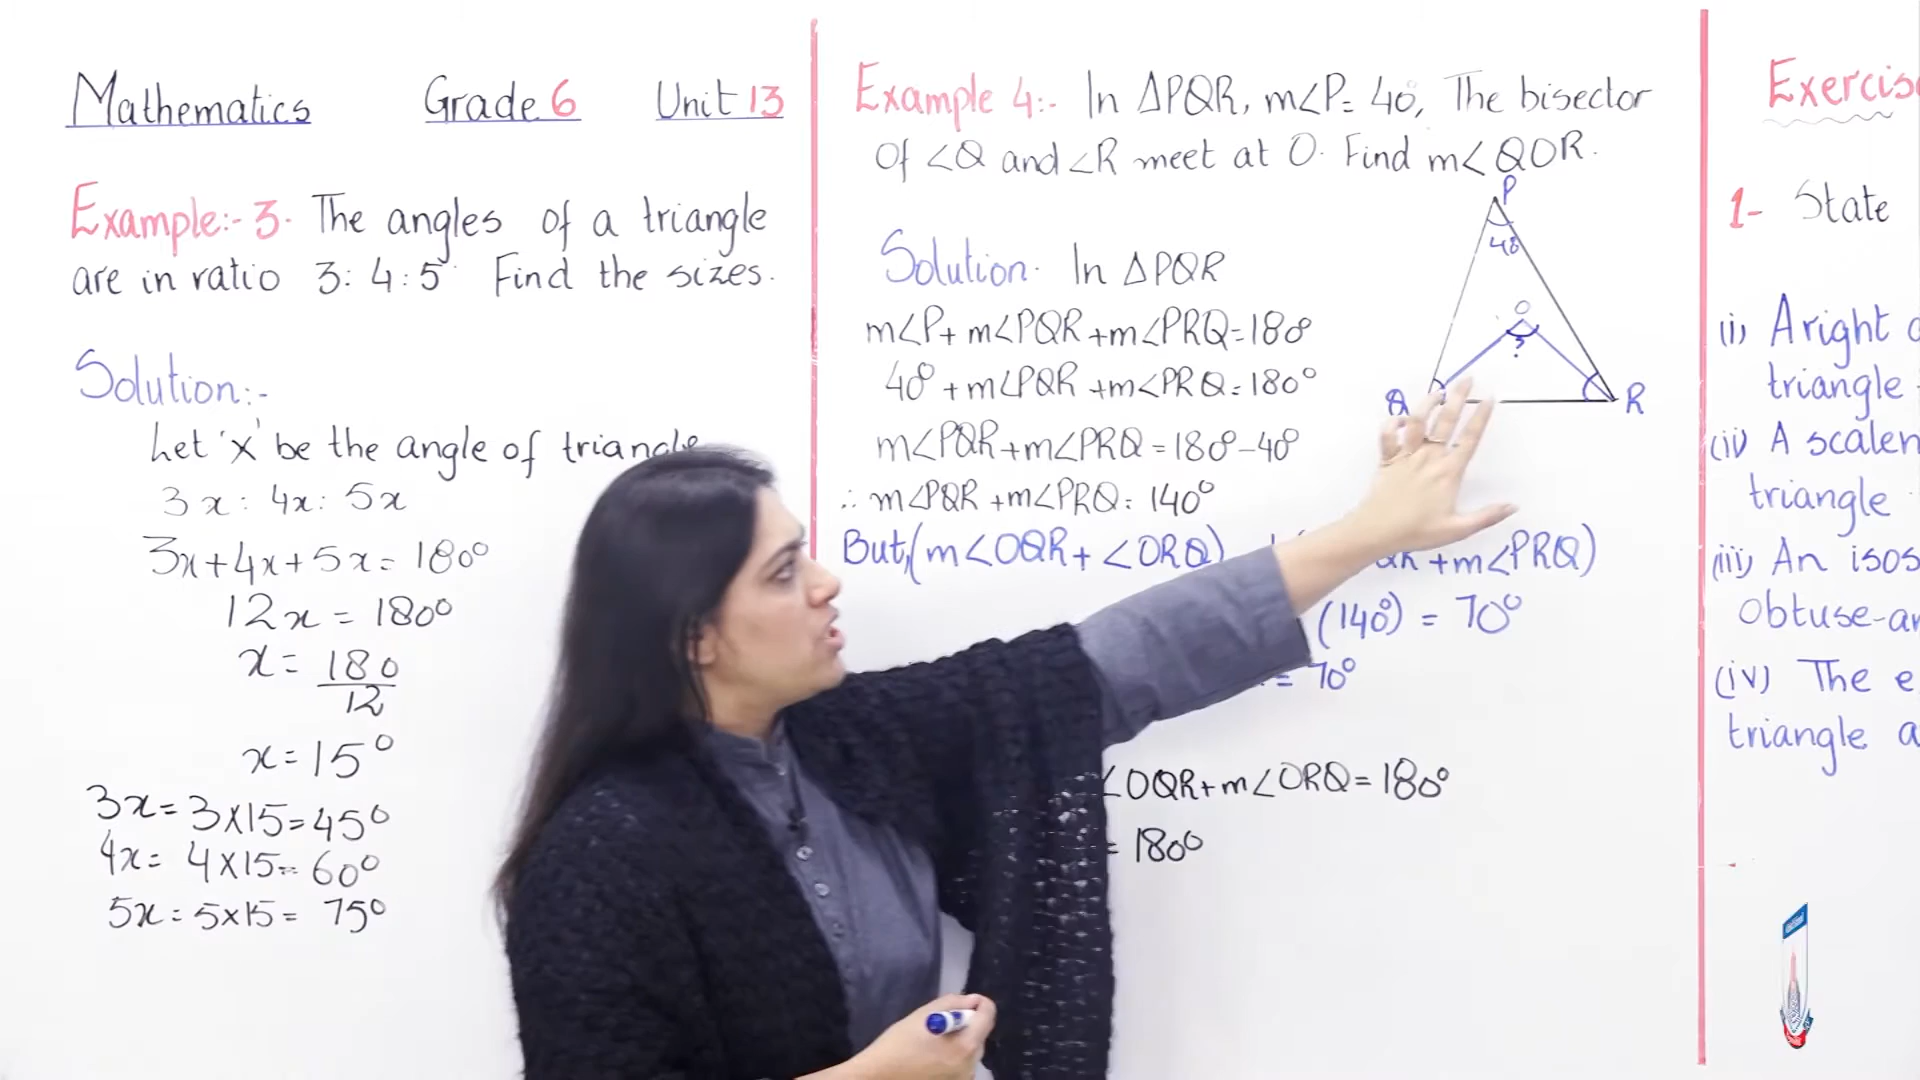 Mathematics Grade 6 Unit 13
Example:- 3. The angles of a triangle
are in ratio 3: 4: 5. Find the sizes.
Solution:-
Let 'x' be the angle of triangle
3x : 4x : 5x
3x+4x+5x = 180°
12x = 180°
x = 180
12
x = 15°
3x = 3x15 = 45°
4x = 4x15 = 60°
5x = 5x15 = 75°
Example 4:- In △PQR, m∠P= 40°, The bisector
Of ∠Q and ∠R meet at O. Find m∠QOR.
P
40°
O
?
Q
R
Solution. In △PQR
m∠P+ m∠PQR +m∠PRQ=180°
40° + m∠PQR +m∠PRQ=180°
m∠PQR+m∠PRQ = 180°-40°
∴ m∠PQR +m∠PRQ = 140°
But,(m∠OQR+ ∠ORQ) QR +m∠PRQ)
(140°) = 70°
= 70°
∠OQR+m∠ORQ= 180°
= 180°
Exercis
1- State
(i) A right
triangle
(ii) A scalen
triangle
(iii) An isos
Obtuse-an
(iv) The e
triangle a